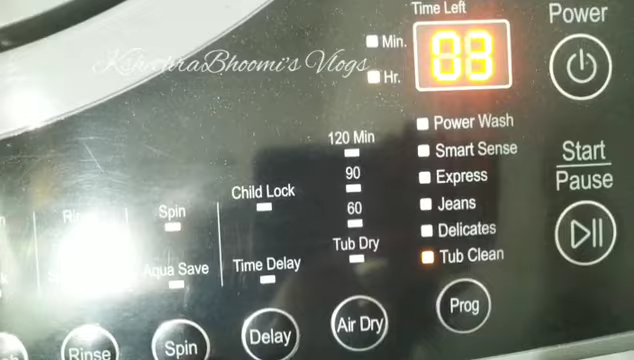 Time Left
Power
Min.
88
Hr.
KshatraBhoomi's Vlogs
Power Wash
120 Min
Smart Sense
Start
Pause
90
Express
Child Lock
60
Jeans
Spin
Delicates
Tub Dry
Tub Clean
Aqua Save
Time Delay
Prog
Air Dry
Delay
Spin
Rinse